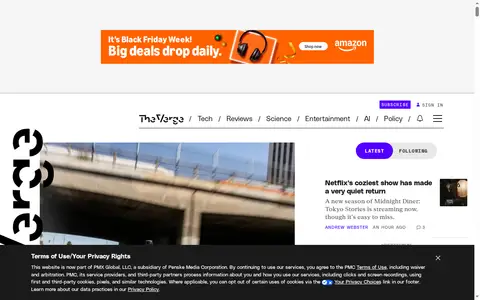 It's Black Friday Week!
Big deals drop daily.
Shop now
amazon
SUBSCRIBE
SIGN IN
The Verge
/ Tech / Reviews / Science / Entertainment / AI / Policy /
Verge
LATEST
FOLLOWING
Netflix's coziest show has made
a very quiet return
A new season of Midnight Diner:
Tokyo Stories is streaming now,
though it's easy to miss.
ANDREW WEBSTER
AN HOUR AGO
Terms of Use/Your Privacy Rights
This website is now part of PMX Global, LLC, a subsidiary of Penske Media Corporation. By continuing to use our services, you agree to the PMC Terms of Use, including waiver
and arbitration. PMC, its service providers, and third-party partners process information about you and how you use our services, including clicks and screen recordings, using
first and third-party cookies, pixels, and similar technologies. Where applicable, you can opt out of certain uses of cookies via the Your Privacy Choices link in our footer.
Learn more about our data practices in our Privacy Policy.